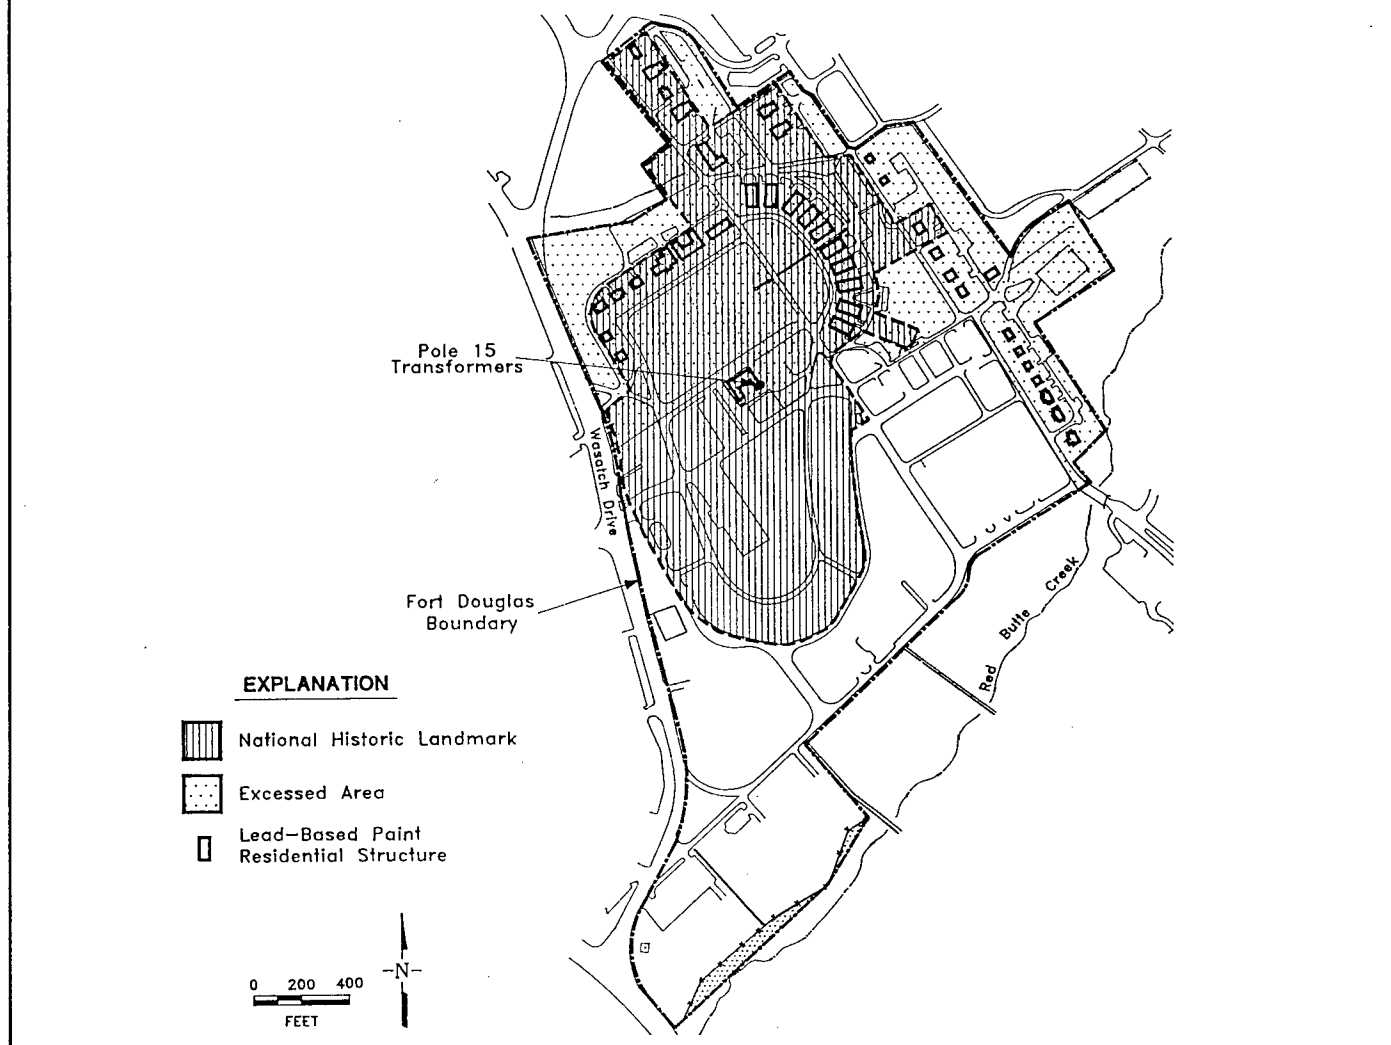 Pole 15
Transformers
Wasatch Drive
Fort Douglas
Boundary
Red Butte Creek
EXPLANATION
National Historic Landmark
Excessed Area
Lead-Based Paint
Residential Structure
0 200 400
FEET
-N-